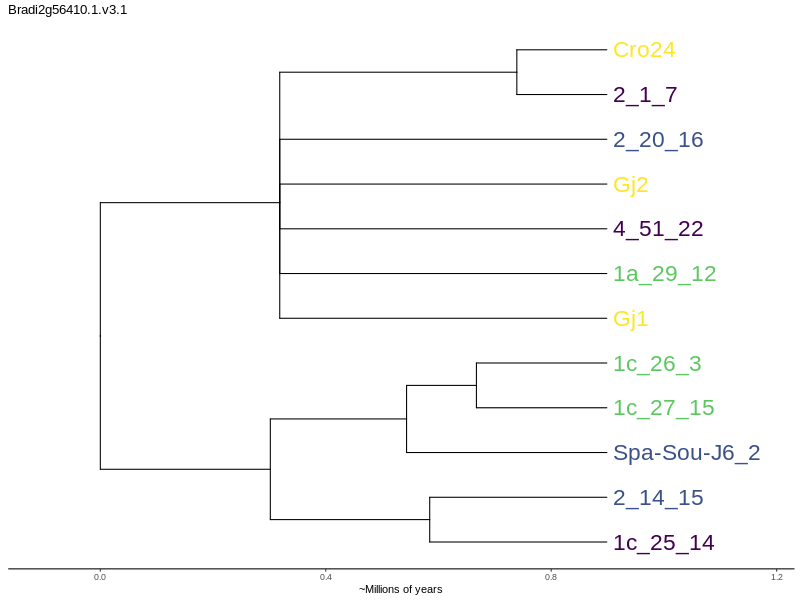 Bradi2g56410.1.v3.1
Cro24
2_1_7
2_20_16
Gj2
4_51_22
1a_29_12
Gj1
1c_26_3
1c_27_15
Spa-Sou-J6_2
2_14_15
1c_25_14
0.0 0.4 0.8 1.2
~Millions of years